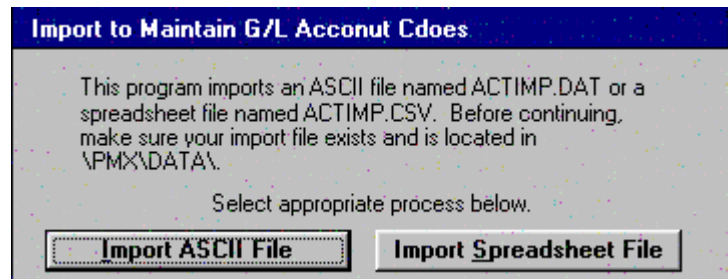 Import to Maintain G/L Acconut Cdoes
This program imports an ASCII file named ACTIMP.DAT or a
spreadsheet file named ACTIMP.CSV.  Before continuing,
make sure your import file exists and is located in
\PMX\DATA\.
Select appropriate process below.
Import ASCII File
Import Spreadsheet File